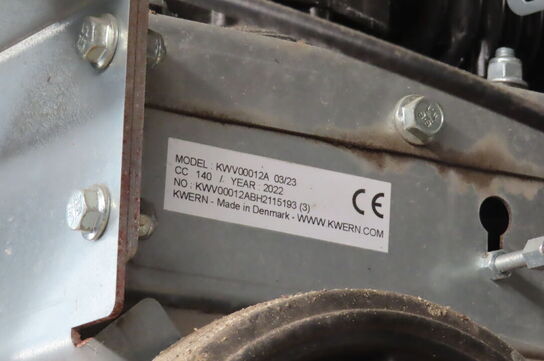 MODEL : KWV00012A 03/23
CC 140 / YEAR : 2022
NO : KWV00012ABH2115193 (3)
KWERN - Made in Denmark - WWW.KWERN.COM
CE